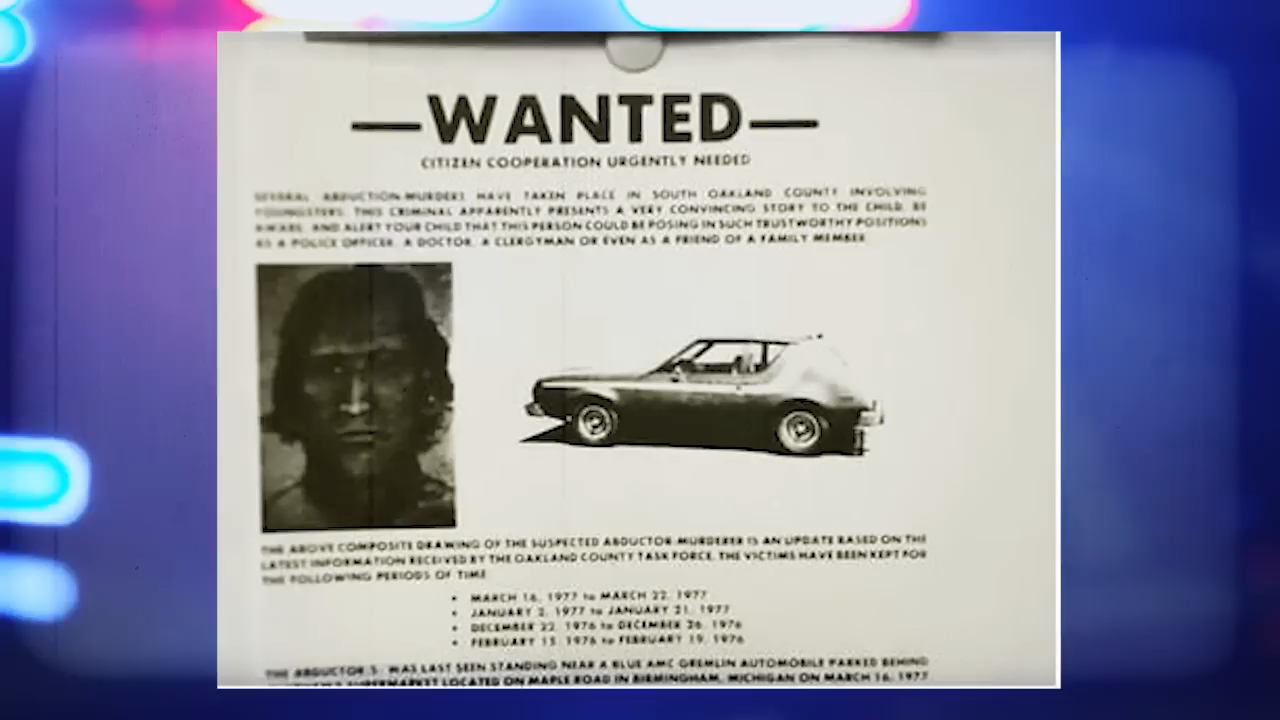 —WANTED—
CITIZEN COOPERATION URGENTLY NEEDED
SEVERAL ABDUCTION-MURDERS HAVE TAKEN PLACE IN SOUTH OAKLAND COUNTY INVOLVING
YOUNGSTERS. THIS CRIMINAL APPARENTLY PRESENTS A VERY CONVINCING STORY TO THE CHILD. BE
AWARE, AND ALERT YOUR CHILD THAT THIS PERSON COULD BE POSING IN SUCH TRUSTWORTHY POSITIONS
AS A POLICE OFFICER, A DOCTOR, A CLERGYMAN OR EVEN AS A FRIEND OF A FAMILY MEMBER.
THE ABOVE COMPOSITE DRAWING OF THE SUSPECTED ABDUCTOR-MURDERER IS AN UPDATE BASED ON THE
LATEST INFORMATION RECEIVED BY THE OAKLAND COUNTY TASK FORCE. THE VICTIMS HAVE BEEN KEPT FOR
THE FOLLOWING PERIODS OF TIME
• MARCH 16, 1977 to MARCH 22, 1977
• JANUARY 2, 1977 to JANUARY 21, 1977
• DECEMBER 22, 1976 to DECEMBER 26, 1976
• FEBRUARY 15, 1976 to FEBRUARY 19, 1976
THE ABDUCTOR S. WAS LAST SEEN STANDING NEAR A BLUE AMC GREMLIN AUTOMOBILE PARKED BEHIND
SUPERMARKET LOCATED ON MAPLE ROAD IN BIRMINGHAM, MICHIGAN ON MARCH 16, 1977